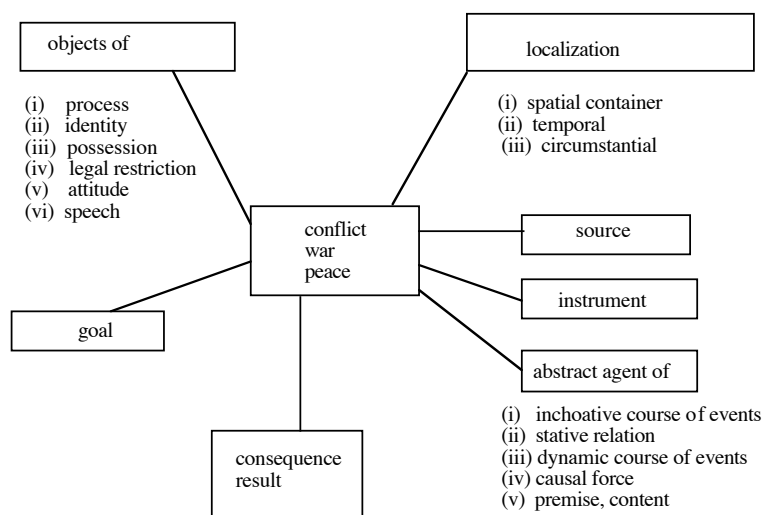 objects of
(i) process
(ii) identity
(iii) possession
(iv) legal restriction
(v) attitude
(vi) speech
localization
(i) spatial container
(ii) temporal
(iii) circumstantial
conflict
war
peace
source
instrument
goal
abstract agent of
(i) inchoative course of events
(ii) stative relation
(iii) dynamic course of events
(iv) causal force
(v) premise, content
consequence
result